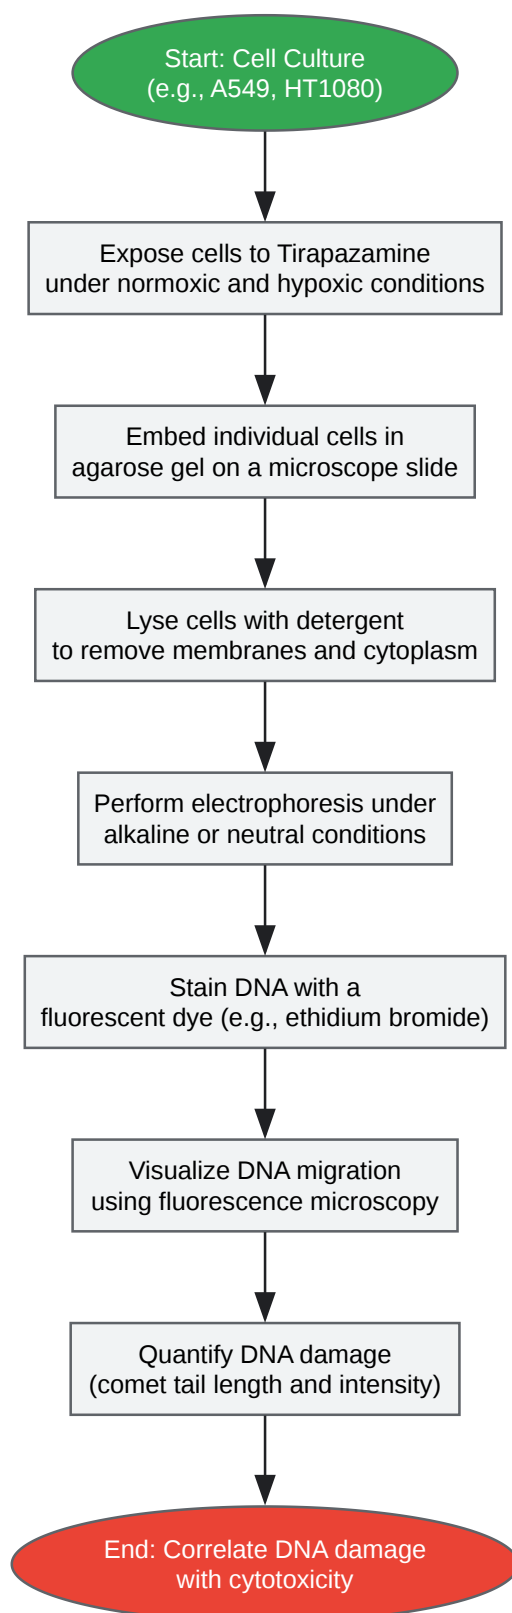 Start: Cell Culture
(e.g., A549, HT1080)
Expose cells to Tirapazamine
under normoxic and hypoxic conditions
Embed individual cells in
agarose gel on a microscope slide
Lyse cells with detergent
to remove membranes and cytoplasm
Perform electrophoresis under
alkaline or neutral conditions
Stain DNA with a
fluorescent dye (e.g., ethidium bromide)
Visualize DNA migration
using fluorescence microscopy
Quantify DNA damage
(comet tail length and intensity)
End: Correlate DNA damage
with cytotoxicity